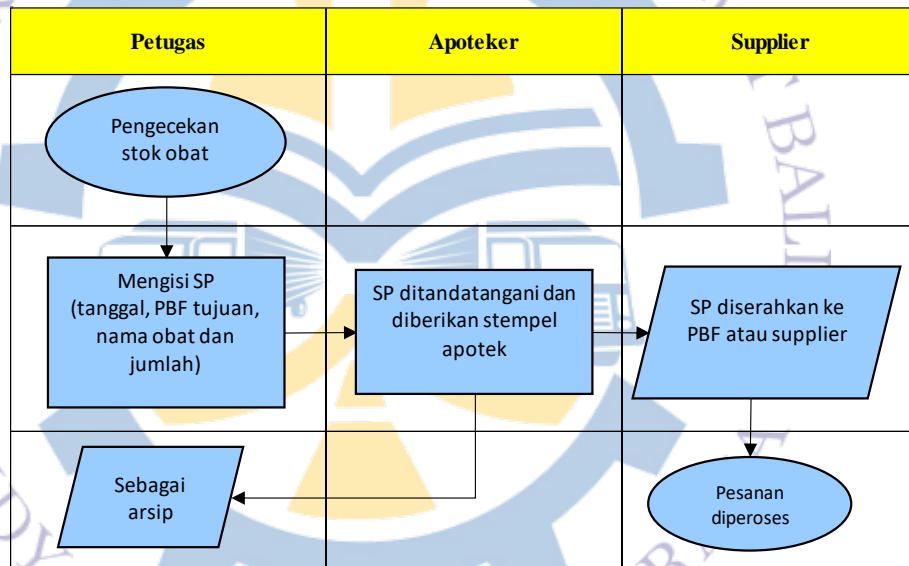 Petugas
Apoteker
Supplier
Pengecekan
stok obat
Mengisi SP
(tanggal, PBF tujuan,
nama obat dan
jumlah)
SP ditandatangani dan
diberikan stempel
apotek
SP diserahkan ke
PBF atau supplier
Sebagai
arsip
Pesanan
diperoses
BALI